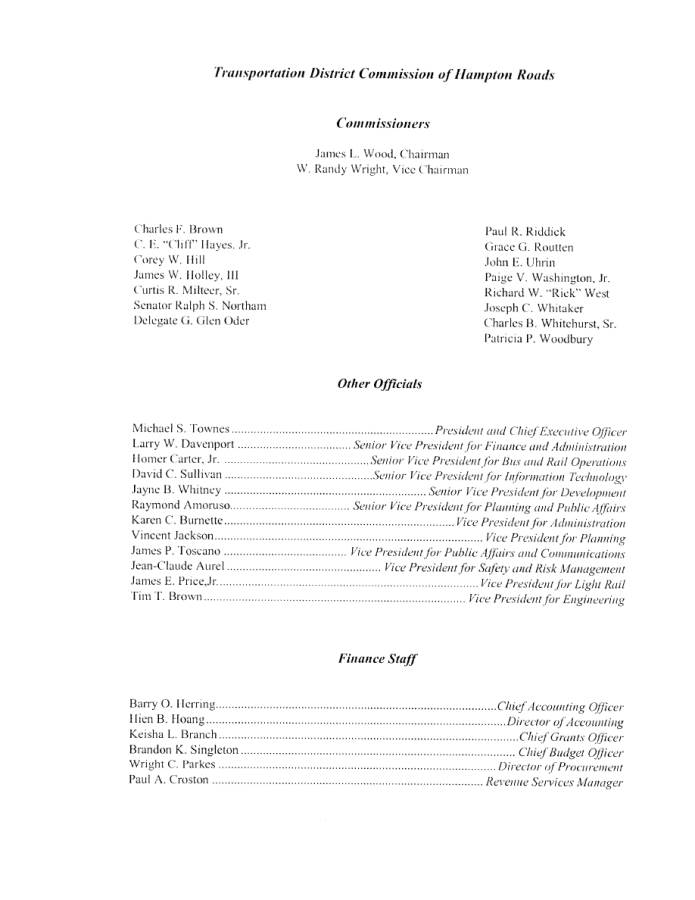 Transportation District Commission of Hampton Roads
Commissioners
James L. Wood, Chairman
W. Randy Wright, Vice Chairman
Charles F. Brown
C. E. “Cliff” Hayes, Jr.
Corey W. Hill
James W. Holley, III
Curtis R. Milteer, Sr.
Senator Ralph S. Northam
Delegate G. Glen Oder
Paul R. Riddick
Grace G. Routten
John E. Uhrin
Paige V. Washington, Jr.
Richard W. “Rick” West
Joseph C. Whitaker
Charles B. Whitehurst, Sr.
Patricia P. Woodbury
Other Officials
Michael S. Townes ........ President and Chief Executive Officer
Larry W. Davenport ........ Senior Vice President for Finance and Administration
Homer Carter, Jr. ........ Senior Vice President for Bus and Rail Operations
David C. Sullivan ........ Senior Vice President for Information Technology
Jayne B. Whitney ........ Senior Vice President for Development
Raymond Amoruso ........ Senior Vice President for Planning and Public Affairs
Karen C. Burnette ........ Vice President for Administration
Vincent Jackson ........ Vice President for Planning
James P. Toscano ........ Vice President for Public Affairs and Communications
Jean-Claude Aurel ........ Vice President for Safety and Risk Management
James E. Price,Jr. ........ Vice President for Light Rail
Tim T. Brown ........ Vice President for Engineering
Finance Staff
Barry O. Herring ........ Chief Accounting Officer
Hien B. Hoang ........ Director of Accounting
Keisha L. Branch ........ Chief Grants Officer
Brandon K. Singleton ........ Chief Budget Officer
Wright C. Parkes ........ Director of Procurement
Paul A. Croston ........ Revenue Services Manager